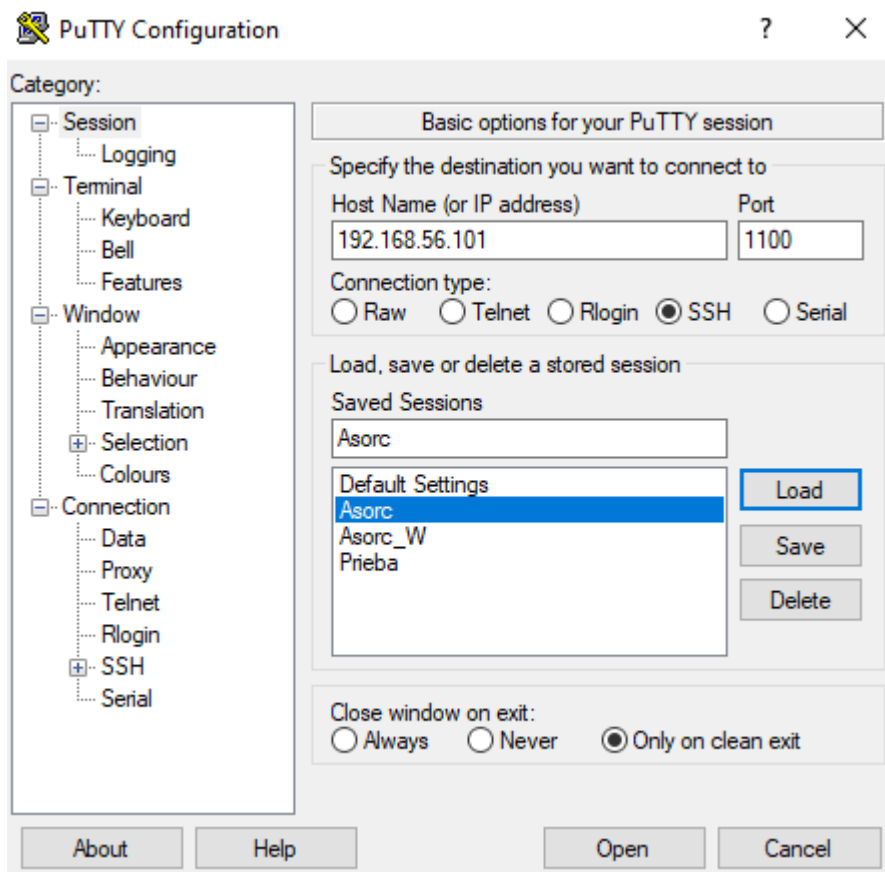 PuTTY Configuration
?
Category:
Session
Logging
Terminal
Keyboard
Bell
Features
Window
Appearance
Behaviour
Translation
Selection
Colours
Connection
Data
Proxy
Telnet
Rlogin
SSH
Serial
Basic options for your PuTTY session
Specify the destination you want to connect to
Host Name (or IP address) Port
192.168.56.101 1100
Connection type:
Raw Telnet Rlogin SSH Serial
Load, save or delete a stored session
Saved Sessions
Asorc
Default Settings
Asorc
Asorc_W
Prieba
Load
Save
Delete
Close window on exit:
Always Never Only on clean exit
About Help Open Cancel